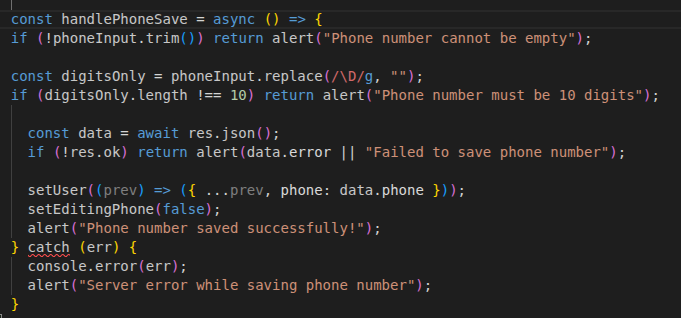 const handlePhoneSave = async () => {
if (!phoneInput.trim()) return alert("Phone number cannot be empty");
const digitsOnly = phoneInput.replace(/\D/g, "");
if (digitsOnly.length !== 10) return alert("Phone number must be 10 digits");
const data = await res.json();
if (!res.ok) return alert(data.error || "Failed to save phone number");
setUser((prev) => ({ ...prev, phone: data.phone }));
setEditingPhone(false);
alert("Phone number saved successfully!");
} catch (err) {
console.error(err);
alert("Server error while saving phone number");
}